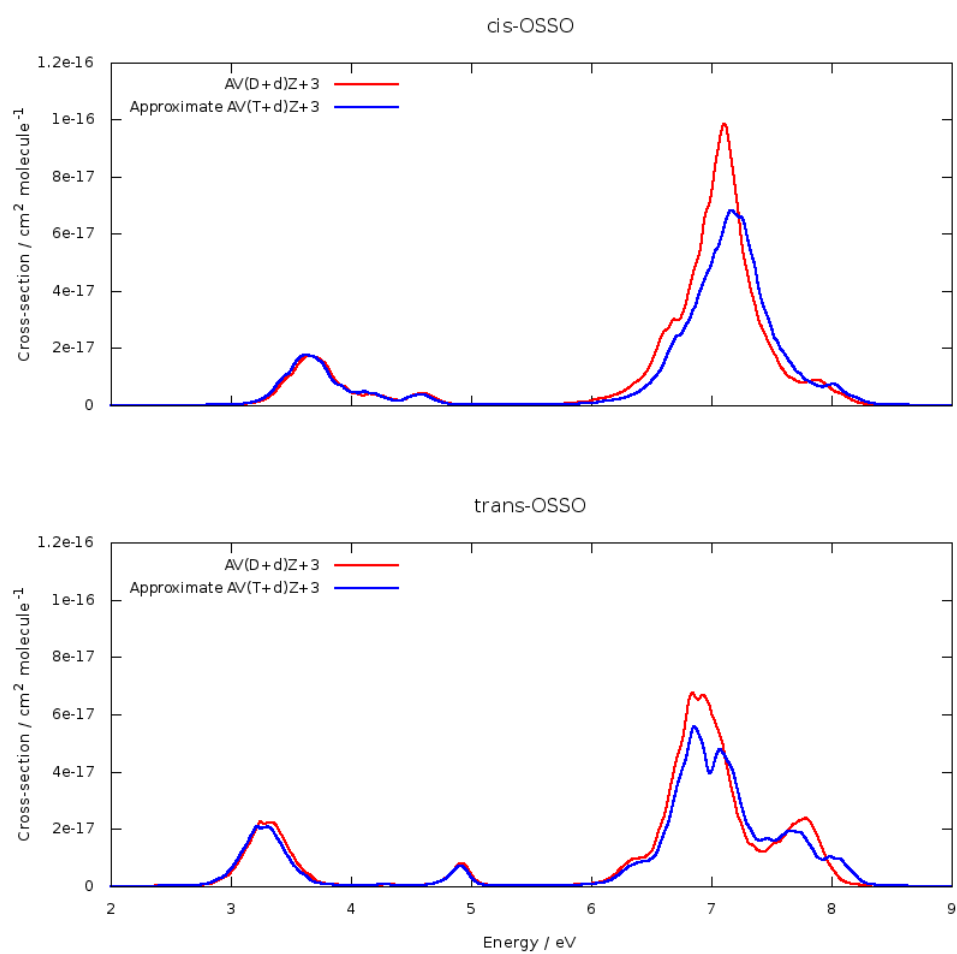 cis-OSSO
1.2e-16
1e-16
8e-17
6e-17
4e-17
2e-17
0
Cross-section / cm² molecule⁻¹
AV(D+d)Z+3
Approximate AV(T+d)Z+3
trans-OSSO
1.2e-16
1e-16
8e-17
6e-17
4e-17
2e-17
0
Cross-section / cm² molecule⁻¹
AV(D+d)Z+3
Approximate AV(T+d)Z+3
2 3 4 5 6 7 8 9
Energy / eV